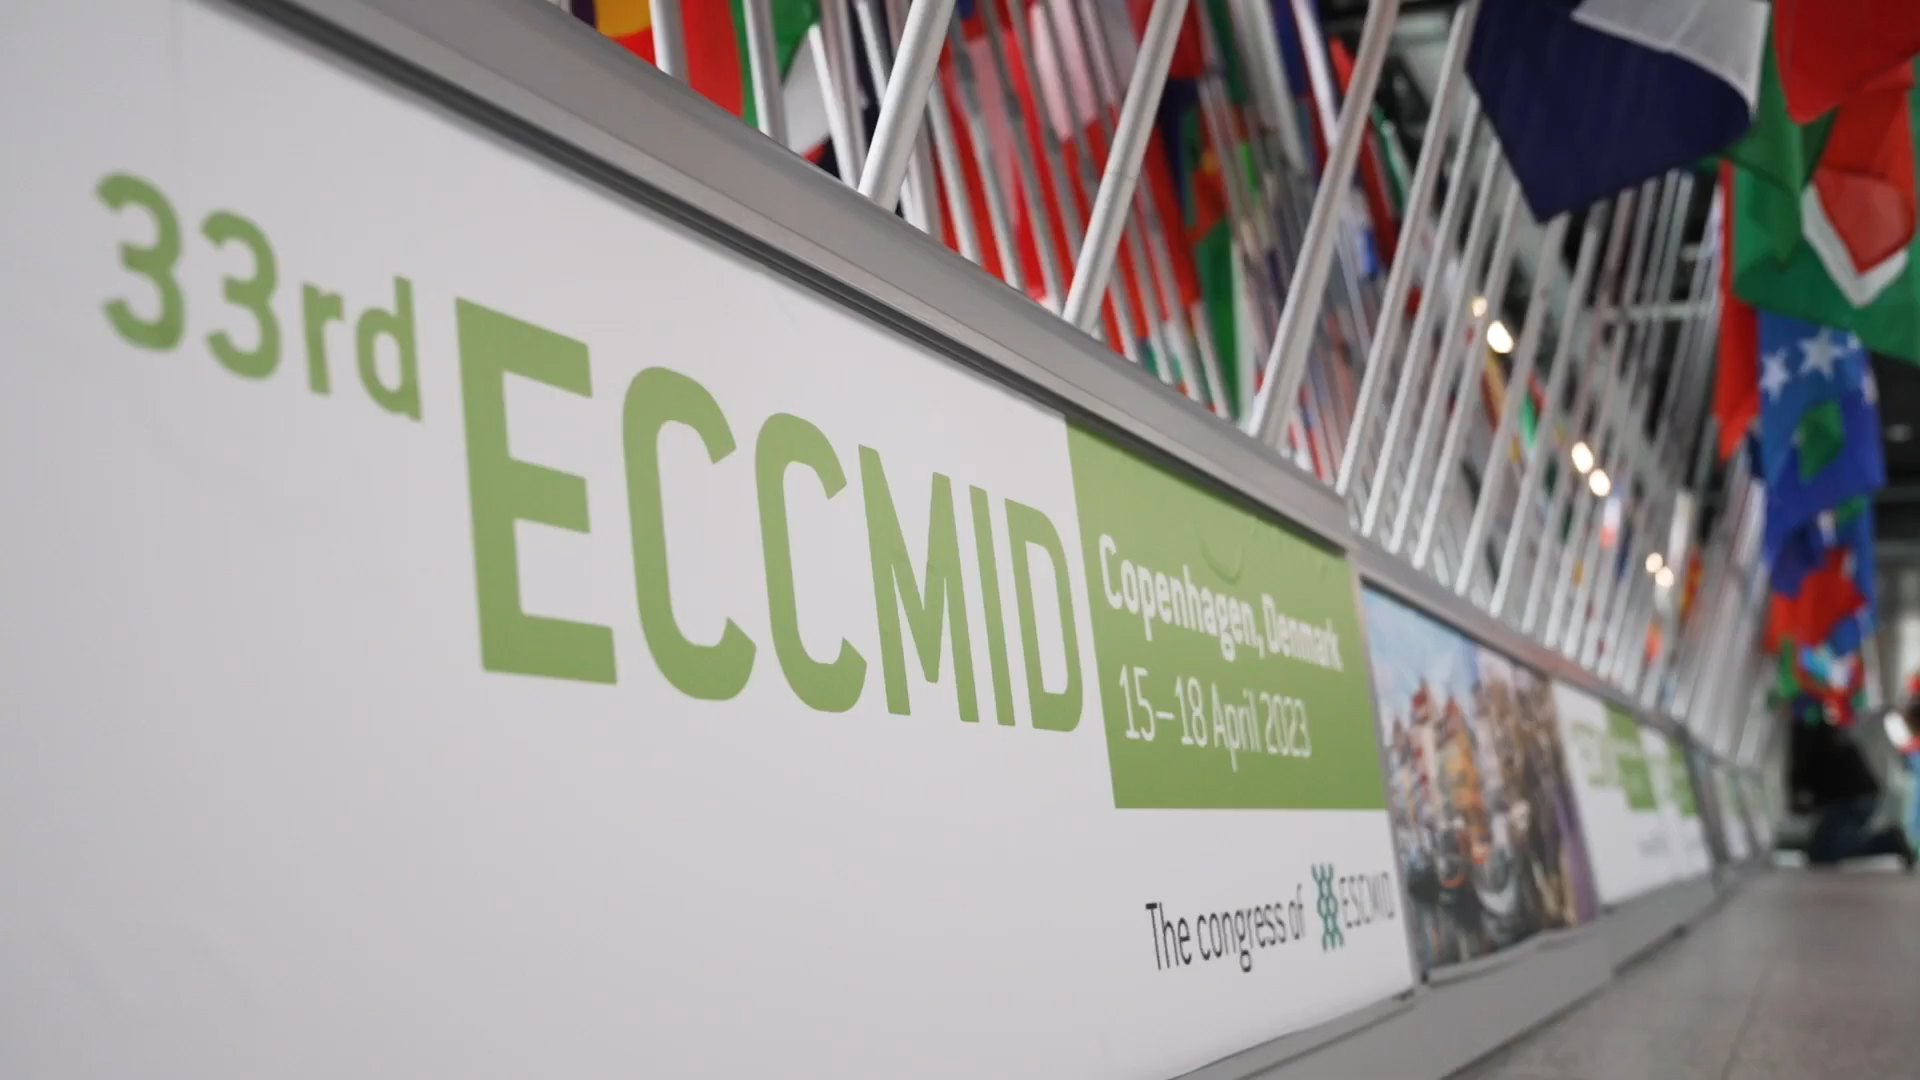 33rd ECCMID
Copenhagen, Denmark
15–18 April 2023
The congress of ESCMID